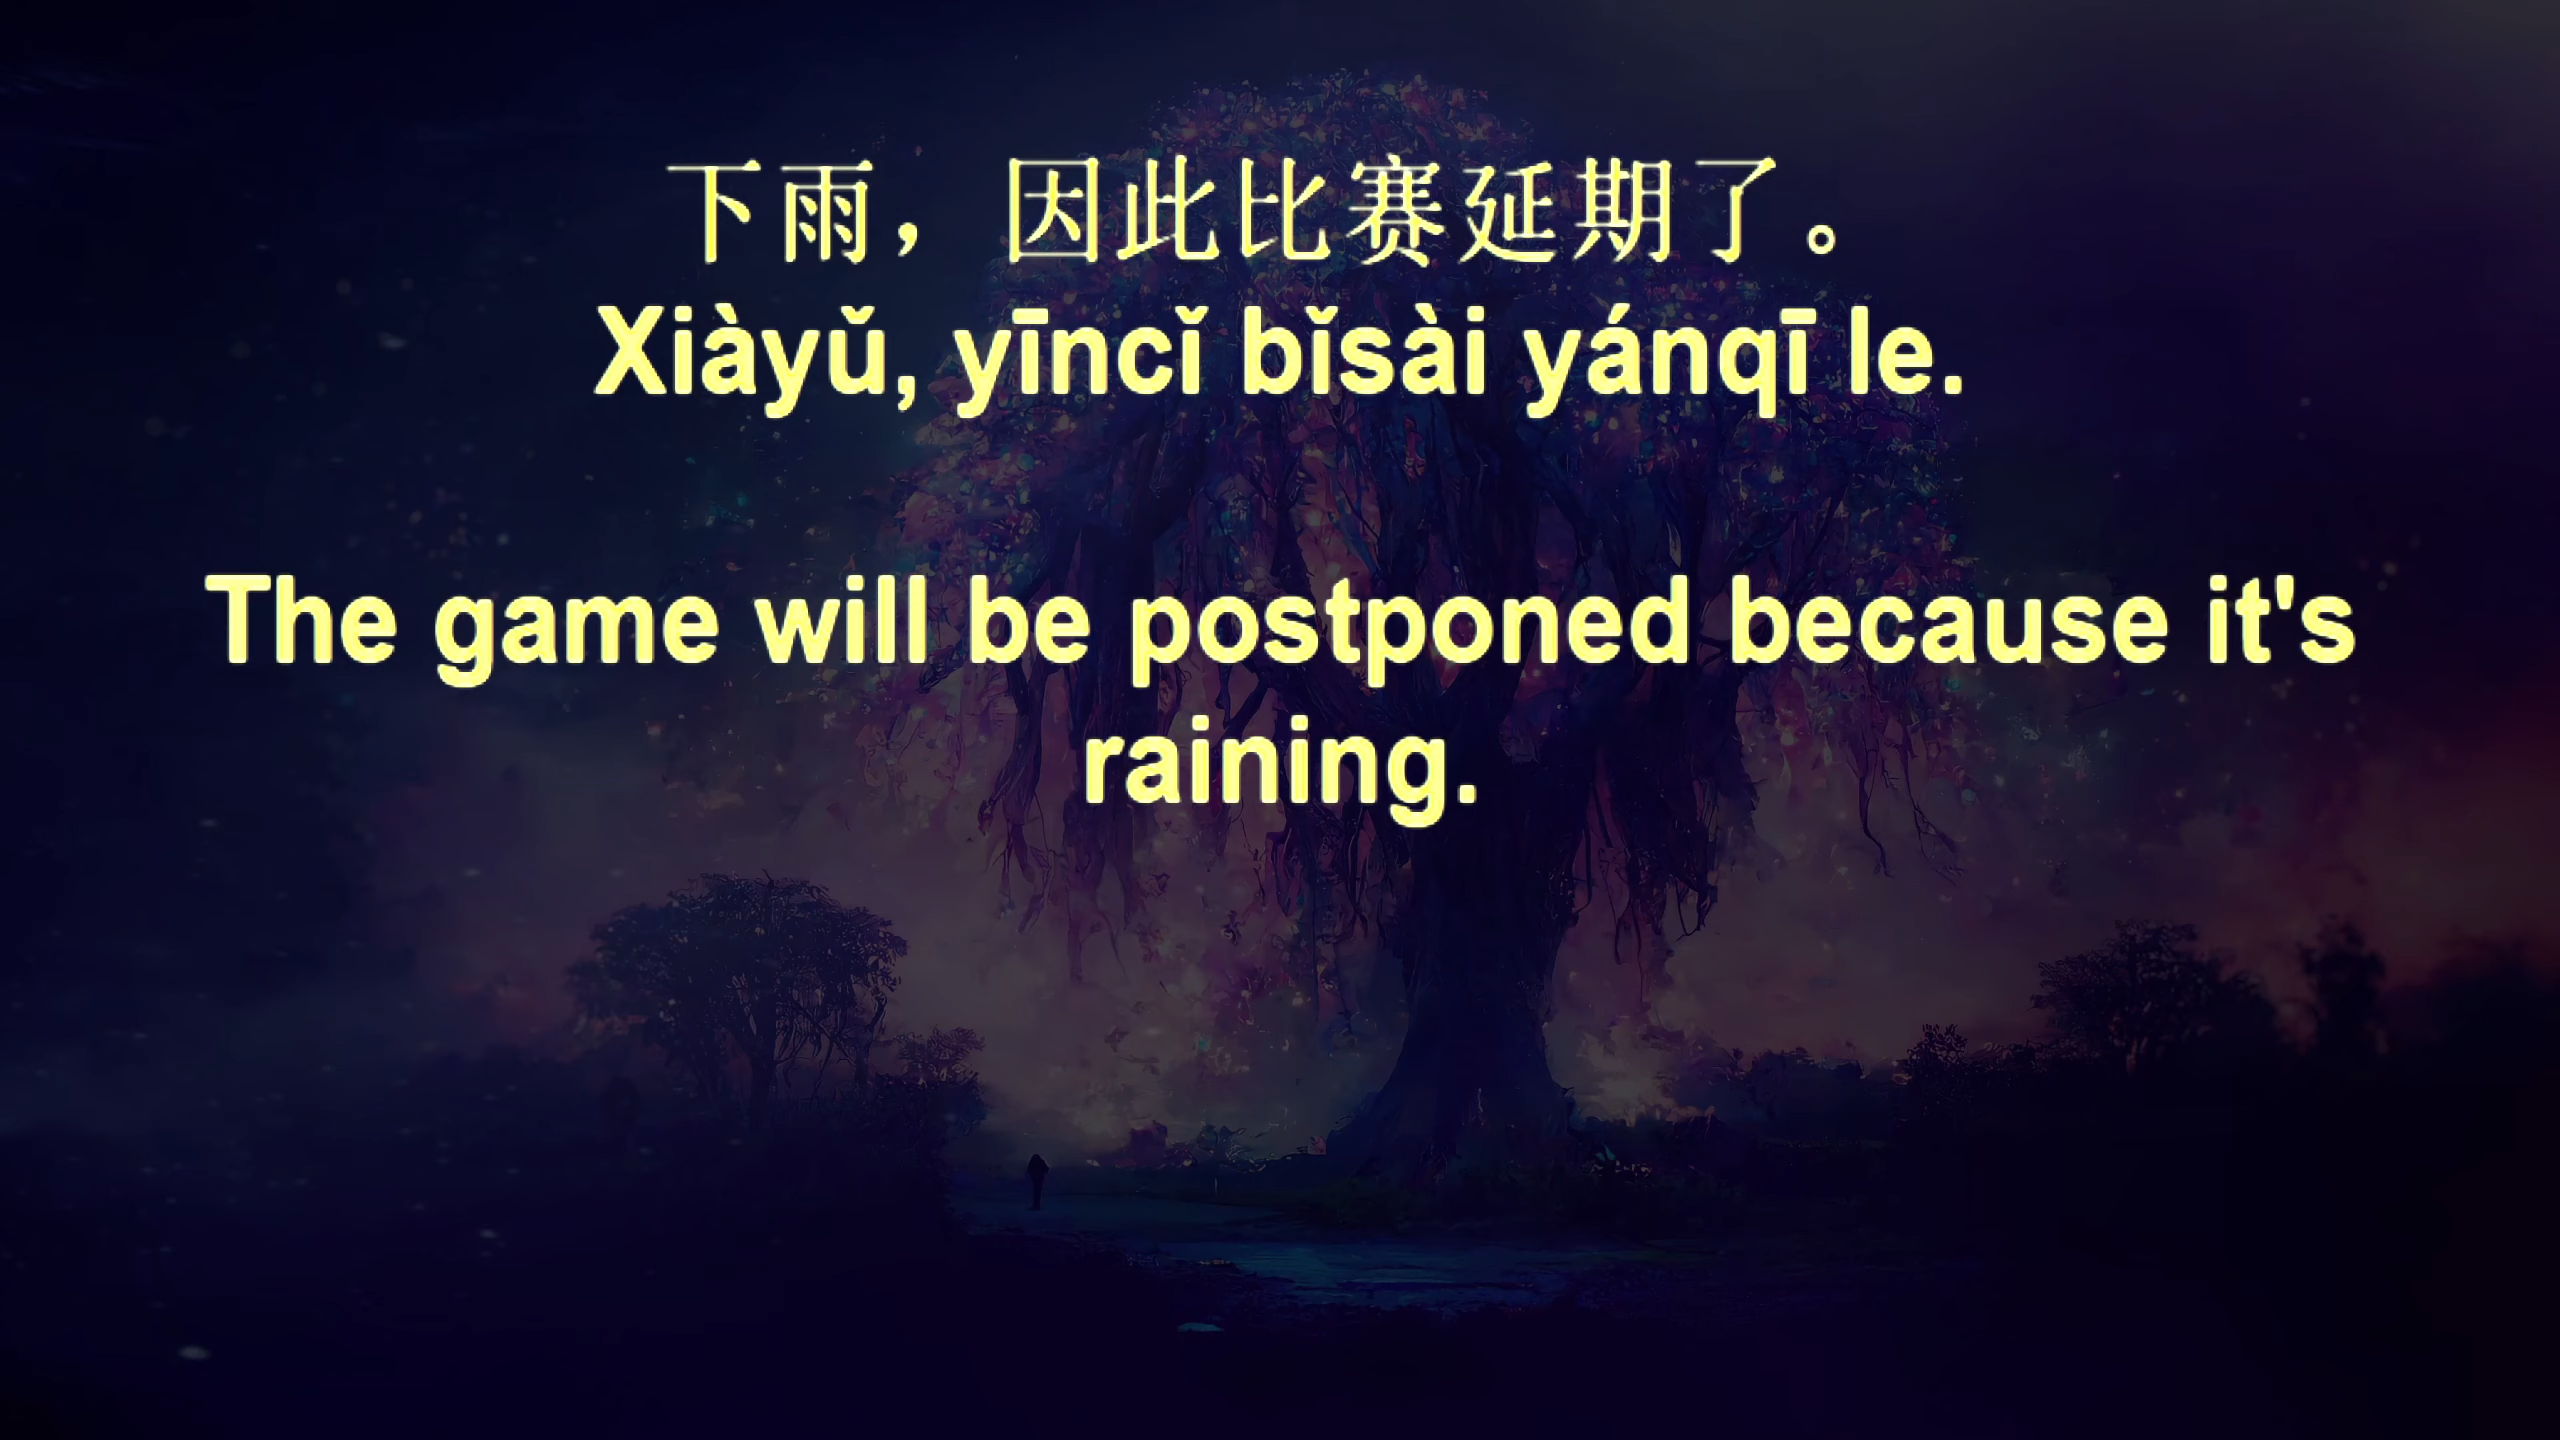 下雨，因此比赛延期了。
Xiàyǔ, yīncǐ bǐsài yánqī le.
The game will be postponed because it's
raining.